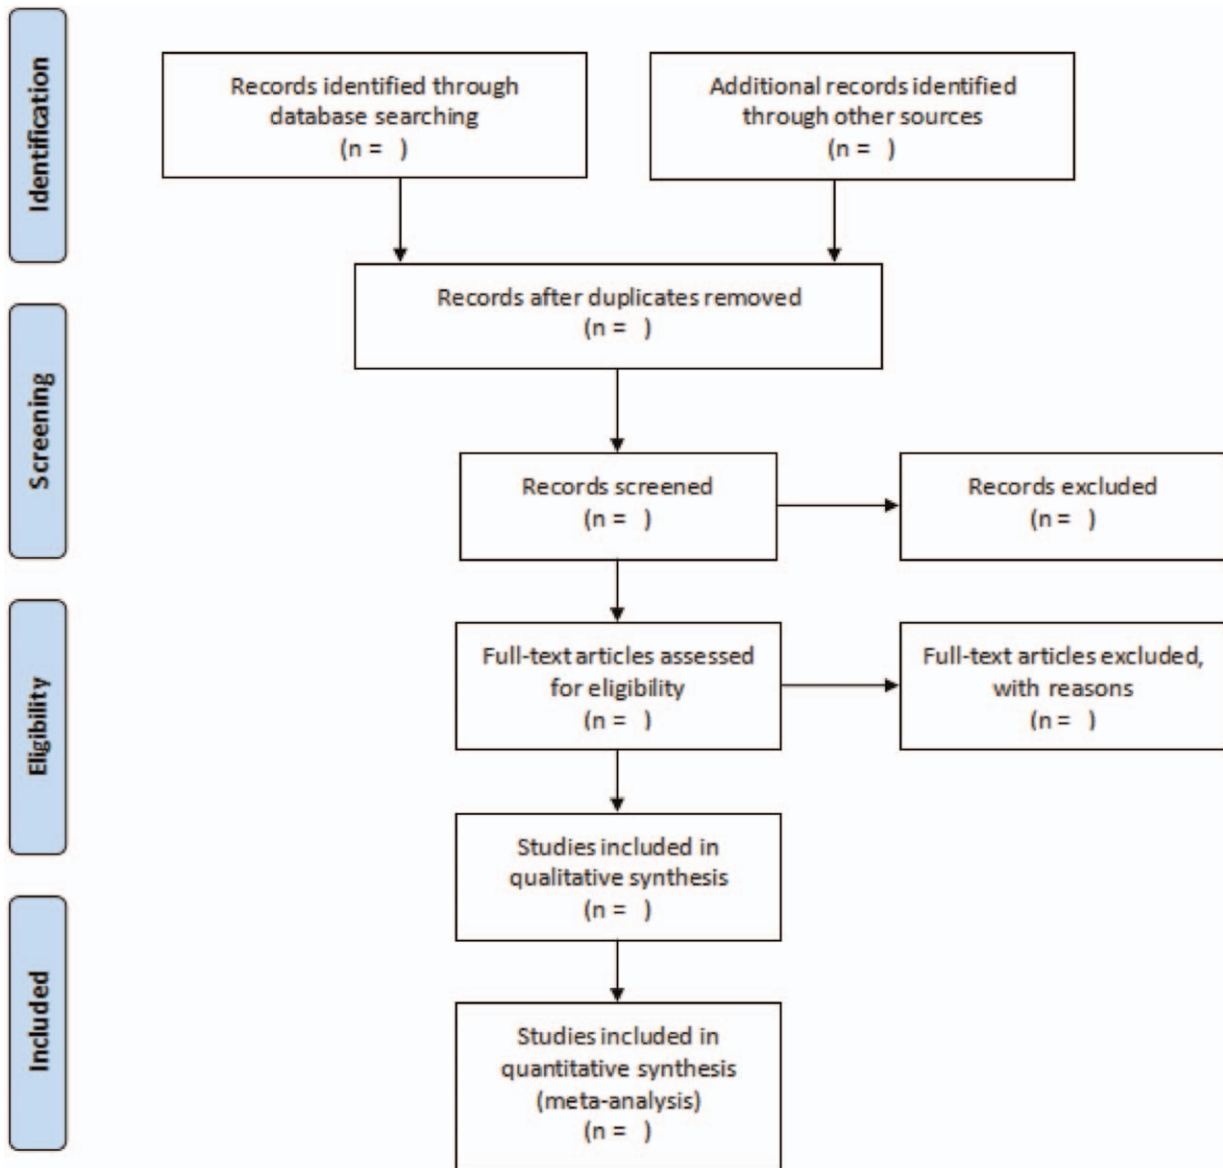 Identification
Records identified through
database searching
(n =   )
Additional records identified
through other sources
(n =   )
Records after duplicates removed
(n =   )
Screening
Records screened
(n =   )
Records excluded
(n =   )
Eligibility
Full-text articles assessed
for eligibility
(n =   )
Full-text articles excluded,
with reasons
(n =   )
Studies included in
qualitative synthesis
(n =   )
Included
Studies included in
quantitative synthesis
(meta-analysis)
(n =   )